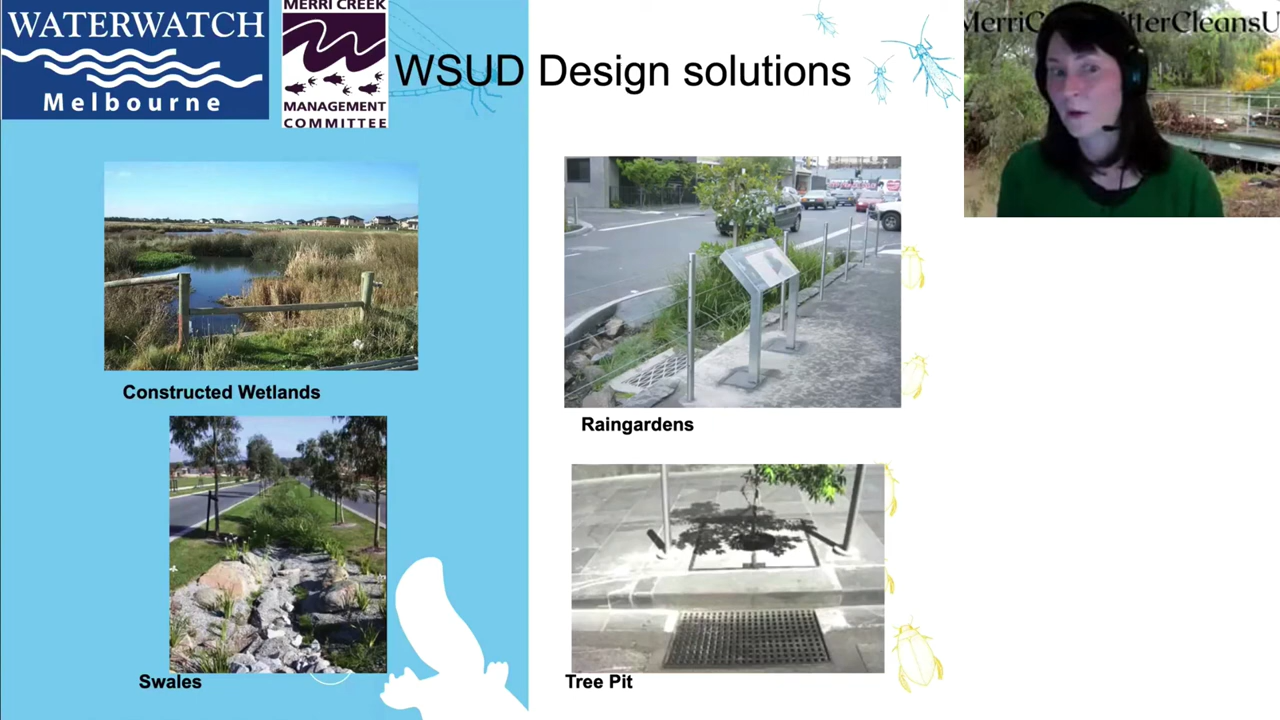 WATERWATCH
Melbourne
MERRI CREEK
MANAGEMENT
COMMITTEE
WSUD Design solutions
Constructed Wetlands
Raingardens
Swales
Tree Pit